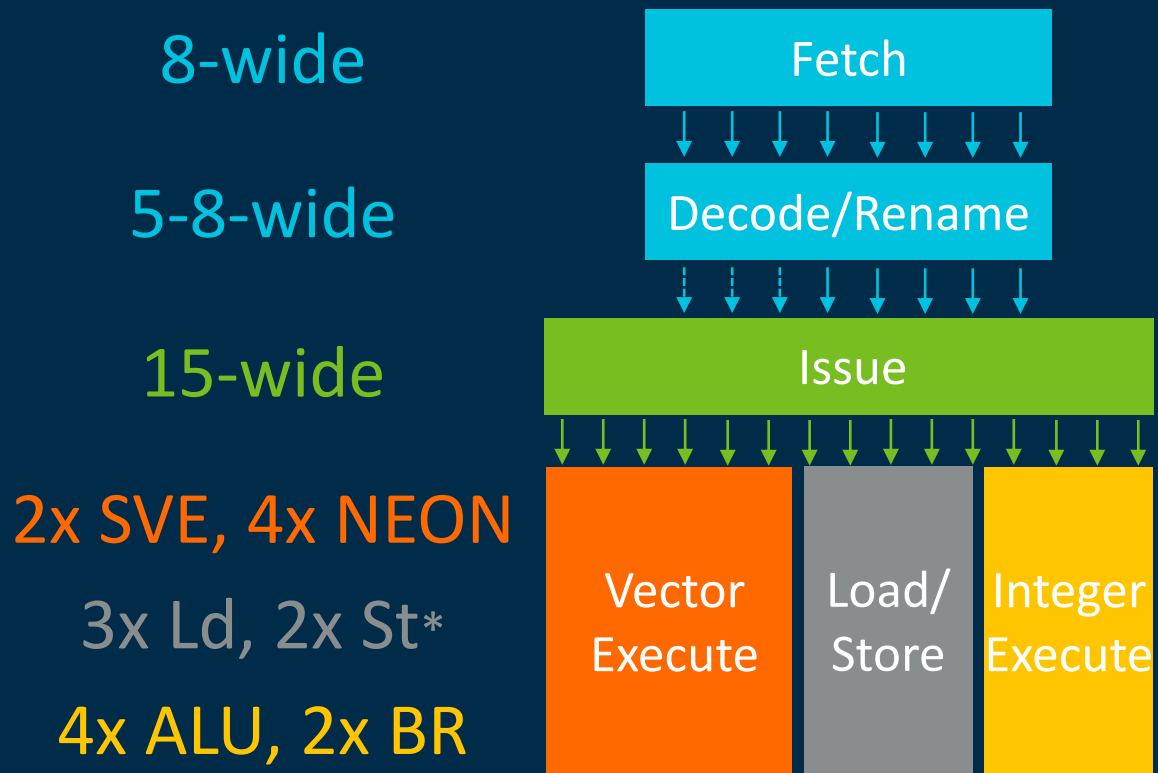 8-wide
Fetch
5-8-wide
Decode/Rename
15-wide
Issue
2x SVE, 4x NEON
3x Ld, 2x St*
4x ALU, 2x BR
Vector
Execute
Load/
Store
Integer
Execute